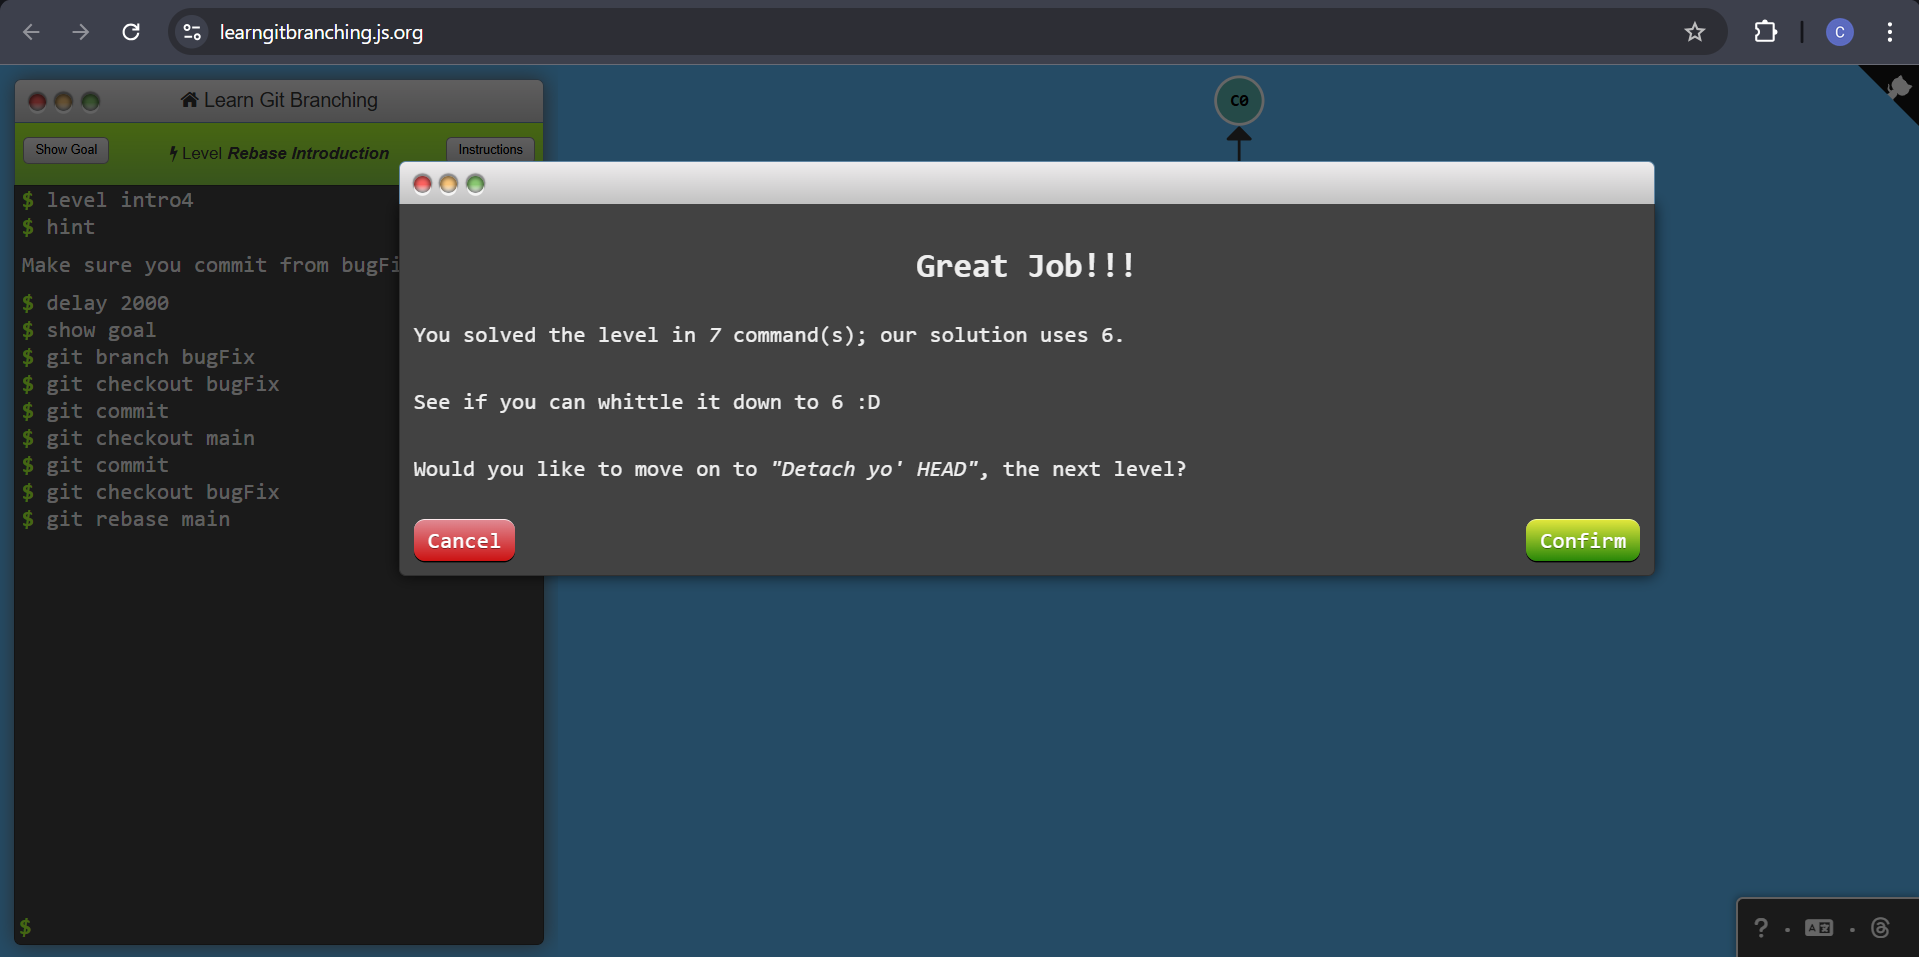 learngitbranching.js.org
C
Learn Git Branching
C0
Show Goal
Level Rebase Introduction
Instructions
$ level intro4
$ hint
Make sure you commit from bugFi
$ delay 2000
$ show goal
$ git branch bugFix
$ git checkout bugFix
$ git commit
$ git checkout main
$ git commit
$ git checkout bugFix
$ git rebase main
$
Great Job!!!
You solved the level in 7 command(s); our solution uses 6.
See if you can whittle it down to 6 :D
Would you like to move on to "Detach yo' HEAD", the next level?
Cancel
Confirm
?